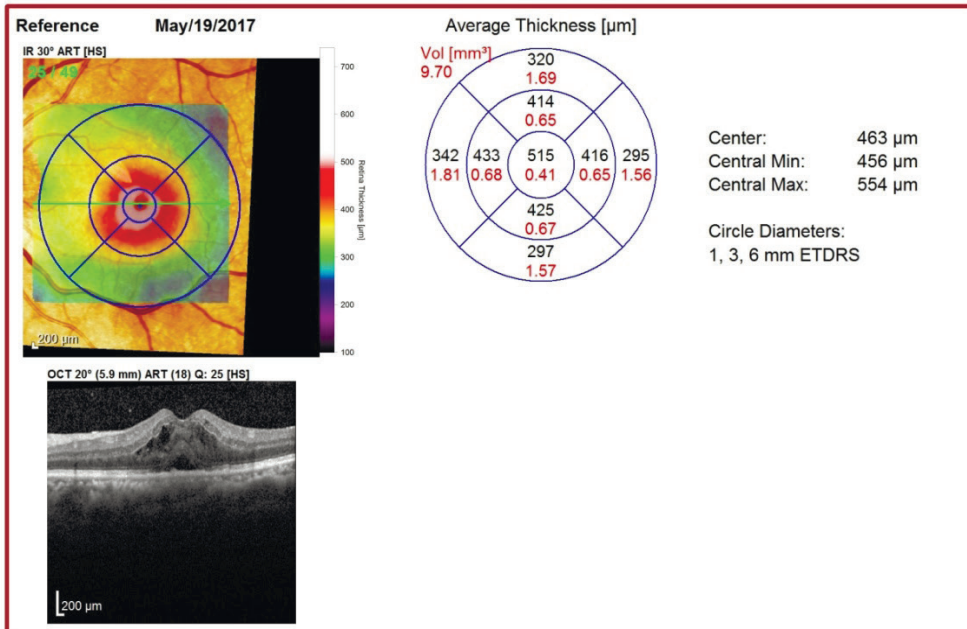 Reference May/19/2017
IR 30° ART [HS]
25 / 49
200 µm
700
600
500
400
300
200
100
Retina Thickness [µm]
OCT 20° (5.9 mm) ART (18) Q: 25 [HS]
200 µm
Average Thickness [µm]
Vol [mm³]
9.70
320
1.69
414
0.65
342 433 515 416 295
1.81 0.68 0.41 0.65 1.56
425
0.67
297
1.57
Center: 463 µm
Central Min: 456 µm
Central Max: 554 µm
Circle Diameters:
1, 3, 6 mm ETDRS